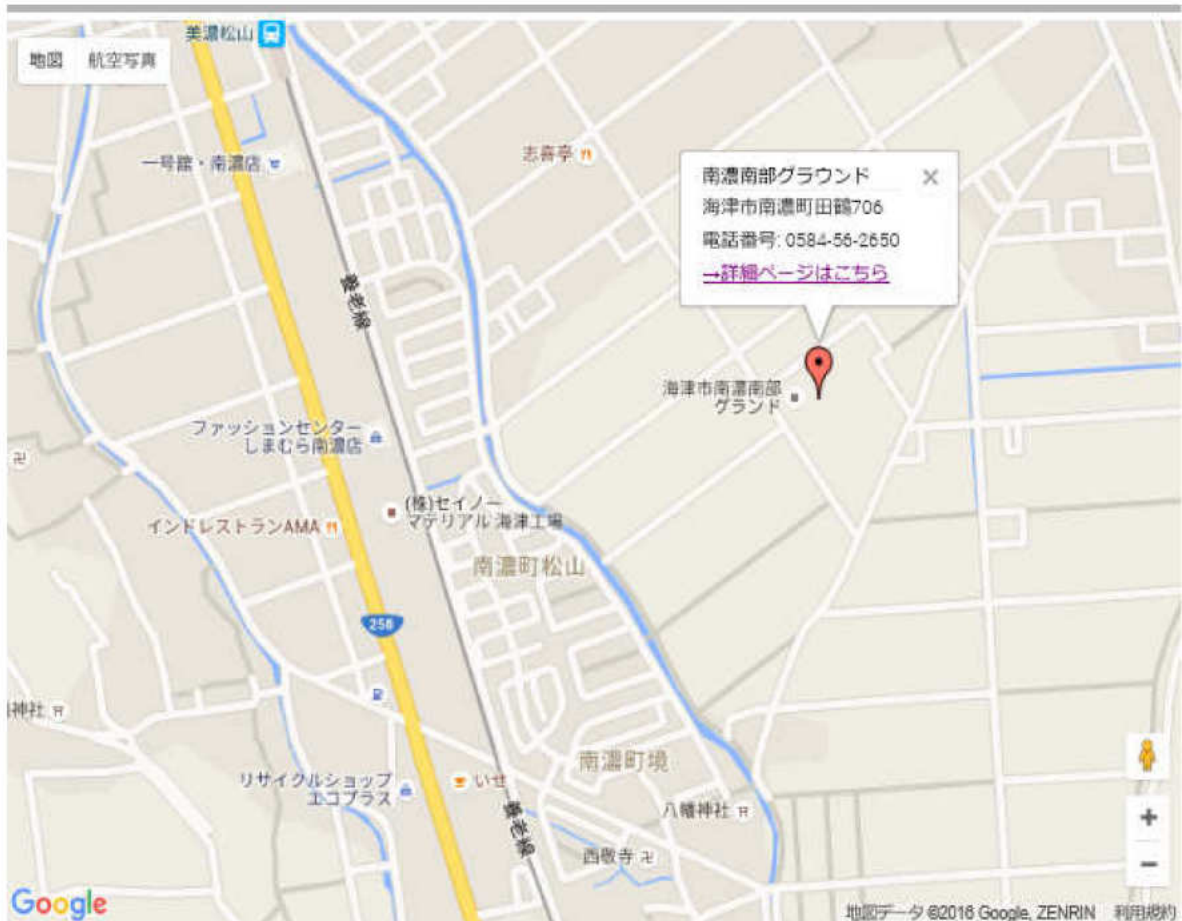 美濃松山
地図 航空写真
一号館・南濃店
志喜亭
南濃南部グラウンド
海津市南濃町田鶴706
電話番号: 0584-56-2650
→詳細ページはこちら
養老線
海津市南濃南部
グランド
ファッションセンター
しまむら南濃店
卍
(株)セイノー
マテリアル 海津工場
インドレストランAMA
南濃町松山
258
神社
南濃町境
リサイクルショップ
エコプラス
いせ
八幡神社
養老線
西敬寺 卍
+
−
Google
地図データ ©2016 Google, ZENRIN 利用規約